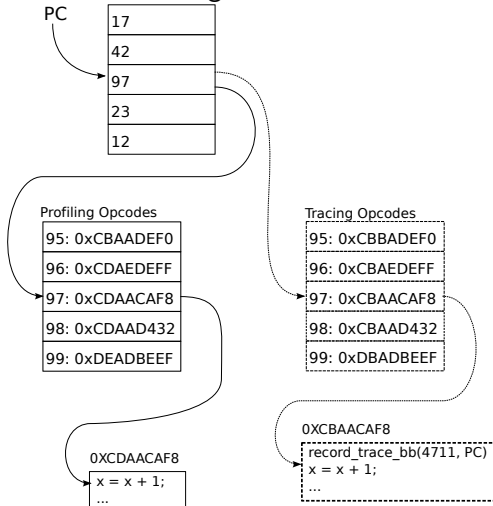 PC
17
42
97
23
12
Profiling Opcodes
95: 0xCBAADEF0
96: 0xCDAEDEFF
97: 0xCDAACAF8
98: 0xCDAAD432
99: 0xDEADBEEF
Tracing Opcodes
95: 0xCBBADEF0
96: 0xCBAEDEFF
97: 0xCBAACAF8
98: 0xCBAAD432
99: 0xDBADBEEF
0XCDAACAF8
x = x + 1;
...
0XCBAACAF8
record_trace_bb(4711, PC)
x = x + 1;
...